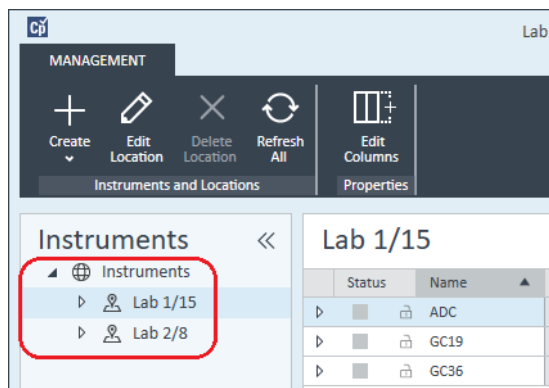 Cp
Lab
MANAGEMENT
Create
Edit Location
Delete Location
Refresh All
Edit Columns
Instruments and Locations
Properties
Instruments
Lab 1/15
Instruments
Lab 1/15
Lab 2/8
Status
Name
ADC
GC19
GC36